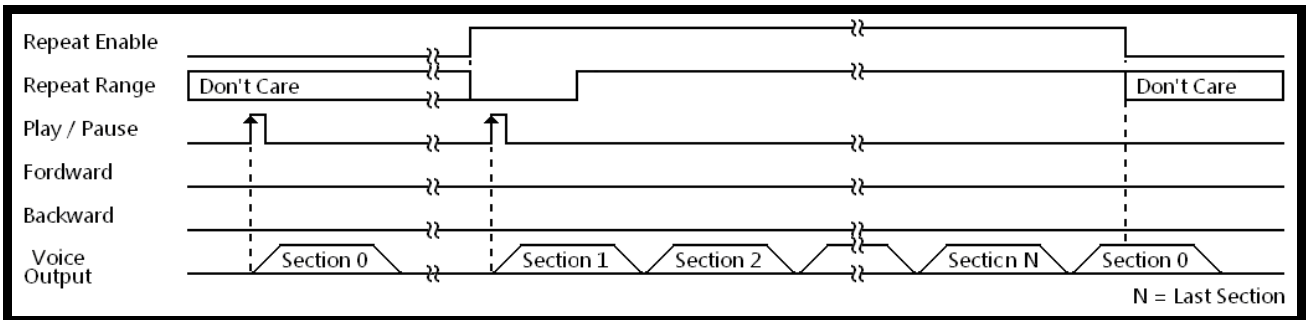 Repeat Enable
Repeat Range Don't Care Don't Care
Play / Pause
Fordward
Backward
Voice Output Section 0 Section 1 Section 2 Secticn N Section 0
N = Last Section